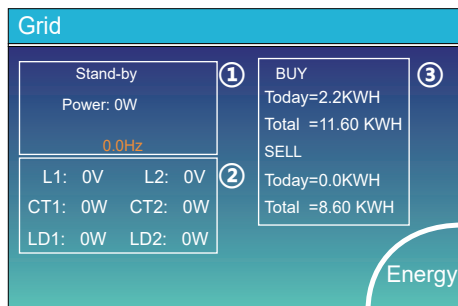 Grid
Stand-by
Power: 0W
0.0Hz
①
L1: 0V L2: 0V
CT1: 0W CT2: 0W
LD1: 0W LD2: 0W
②
BUY
Today=2.2KWH
Total =11.60 KWH
SELL
Today=0.0KWH
Total =8.60 KWH
③
Energy